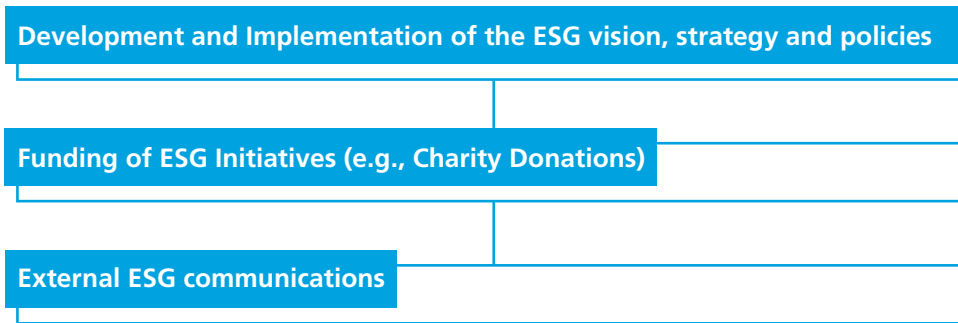 Development and Implementation of the ESG vision, strategy and policies
Funding of ESG Initiatives (e.g., Charity Donations)
External ESG communications